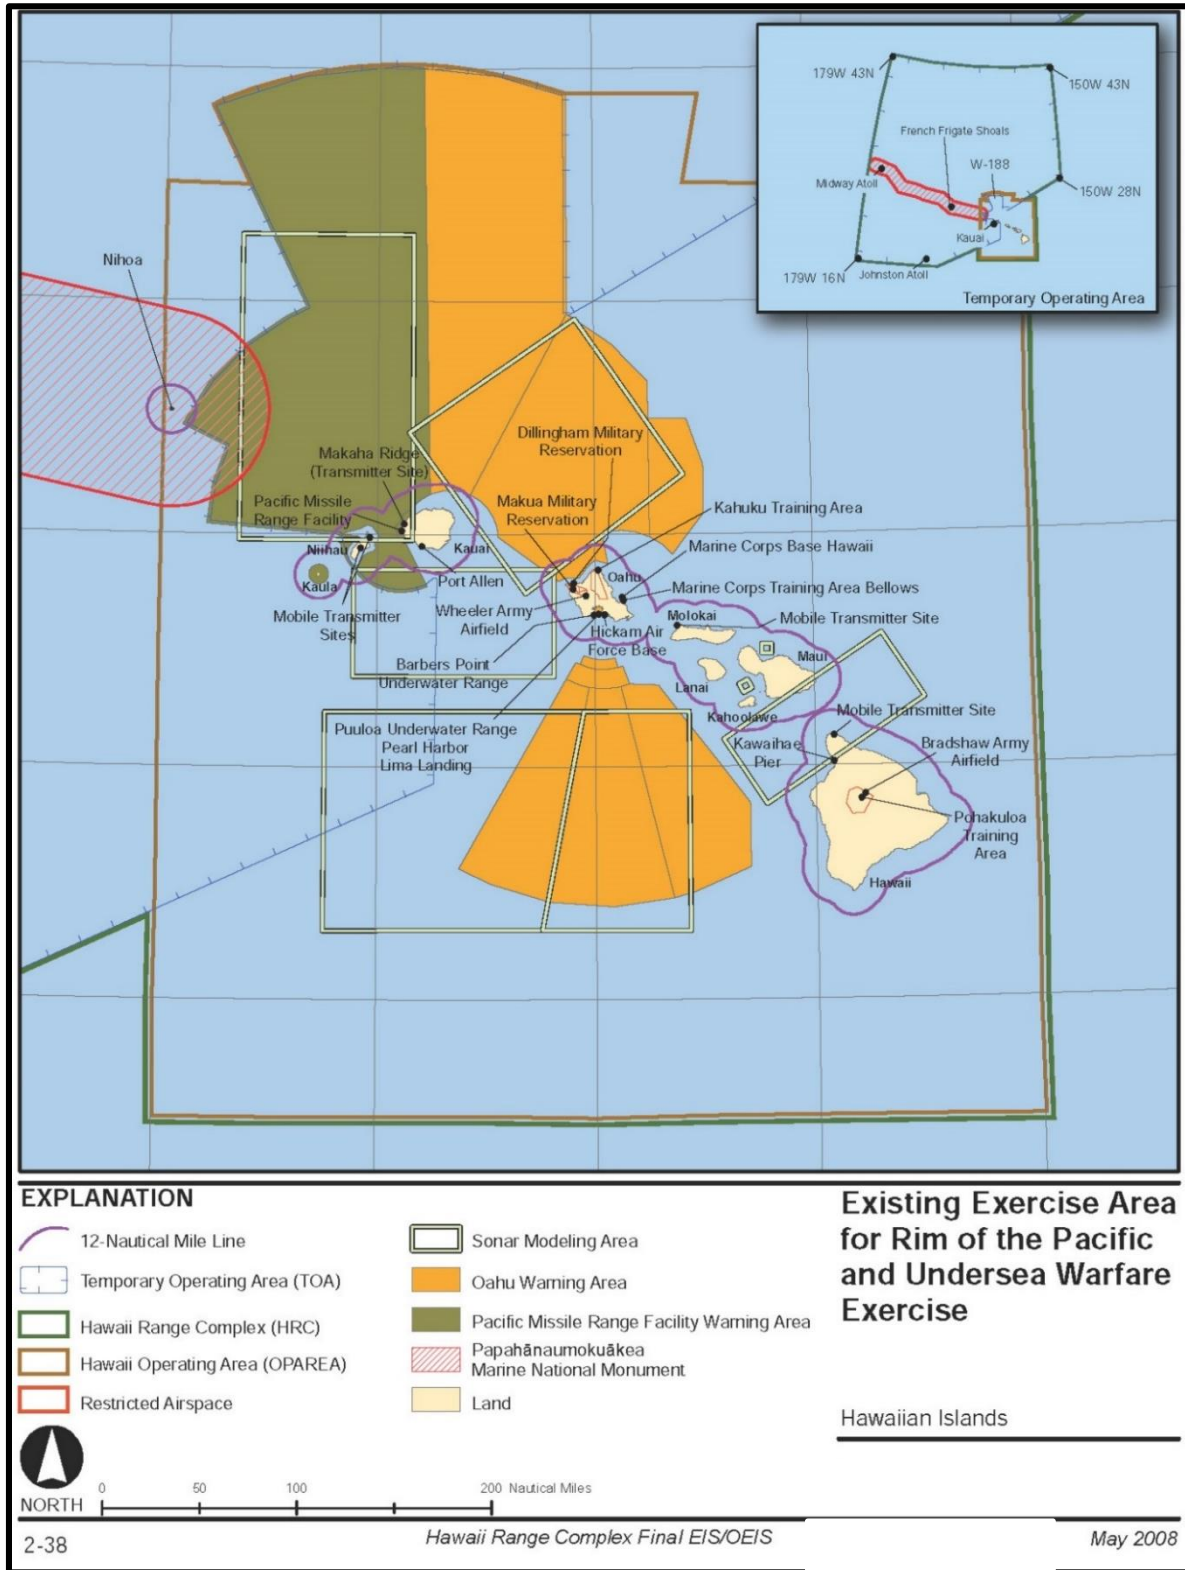 179W 43N
150W 43N
French Frigate Shoals
W-188
Midway Atoll
150W 28N
Kauai
179W 16N
Johnston Atoll
Temporary Operating Area
Nihoa
Dillingham Military
Reservation
Makaha Ridge
(Transmitter Site)
Makua Military
Reservation
Pacific Missile
Range Facility
Kahuku Training Area
Niihau
Kauai
Marine Corps Base Hawaii
Kaula
Port Allen
Oahu
Marine Corps Training Area Bellows
Wheeler Army
Airfield
Mobile Transmitter
Sites
Molokai
Mobile Transmitter Site
Hickam Air
Force Base
Barbers Point
Underwater Range
Maui
Lanai
Kahoolawe
Mobile Transmitter Site
Puuloa Underwater Range
Pearl Harbor
Lima Landing
Kawaihae
Pier
Bradshaw Army
Airfield
Pohakuloa
Training
Area
Hawaii
EXPLANATION
12-Nautical Mile Line
Temporary Operating Area (TOA)
Hawaii Range Complex (HRC)
Hawaii Operating Area (OPAREA)
Restricted Airspace
Sonar Modeling Area
Oahu Warning Area
Pacific Missile Range Facility Warning Area
Papahānaumokuākea
Marine National Monument
Land
Existing Exercise Area
for Rim of the Pacific
and Undersea Warfare
Exercise
Hawaiian Islands
NORTH
0 50 100 200 Nautical Miles
2-38
Hawaii Range Complex Final EIS/OEIS
May 2008